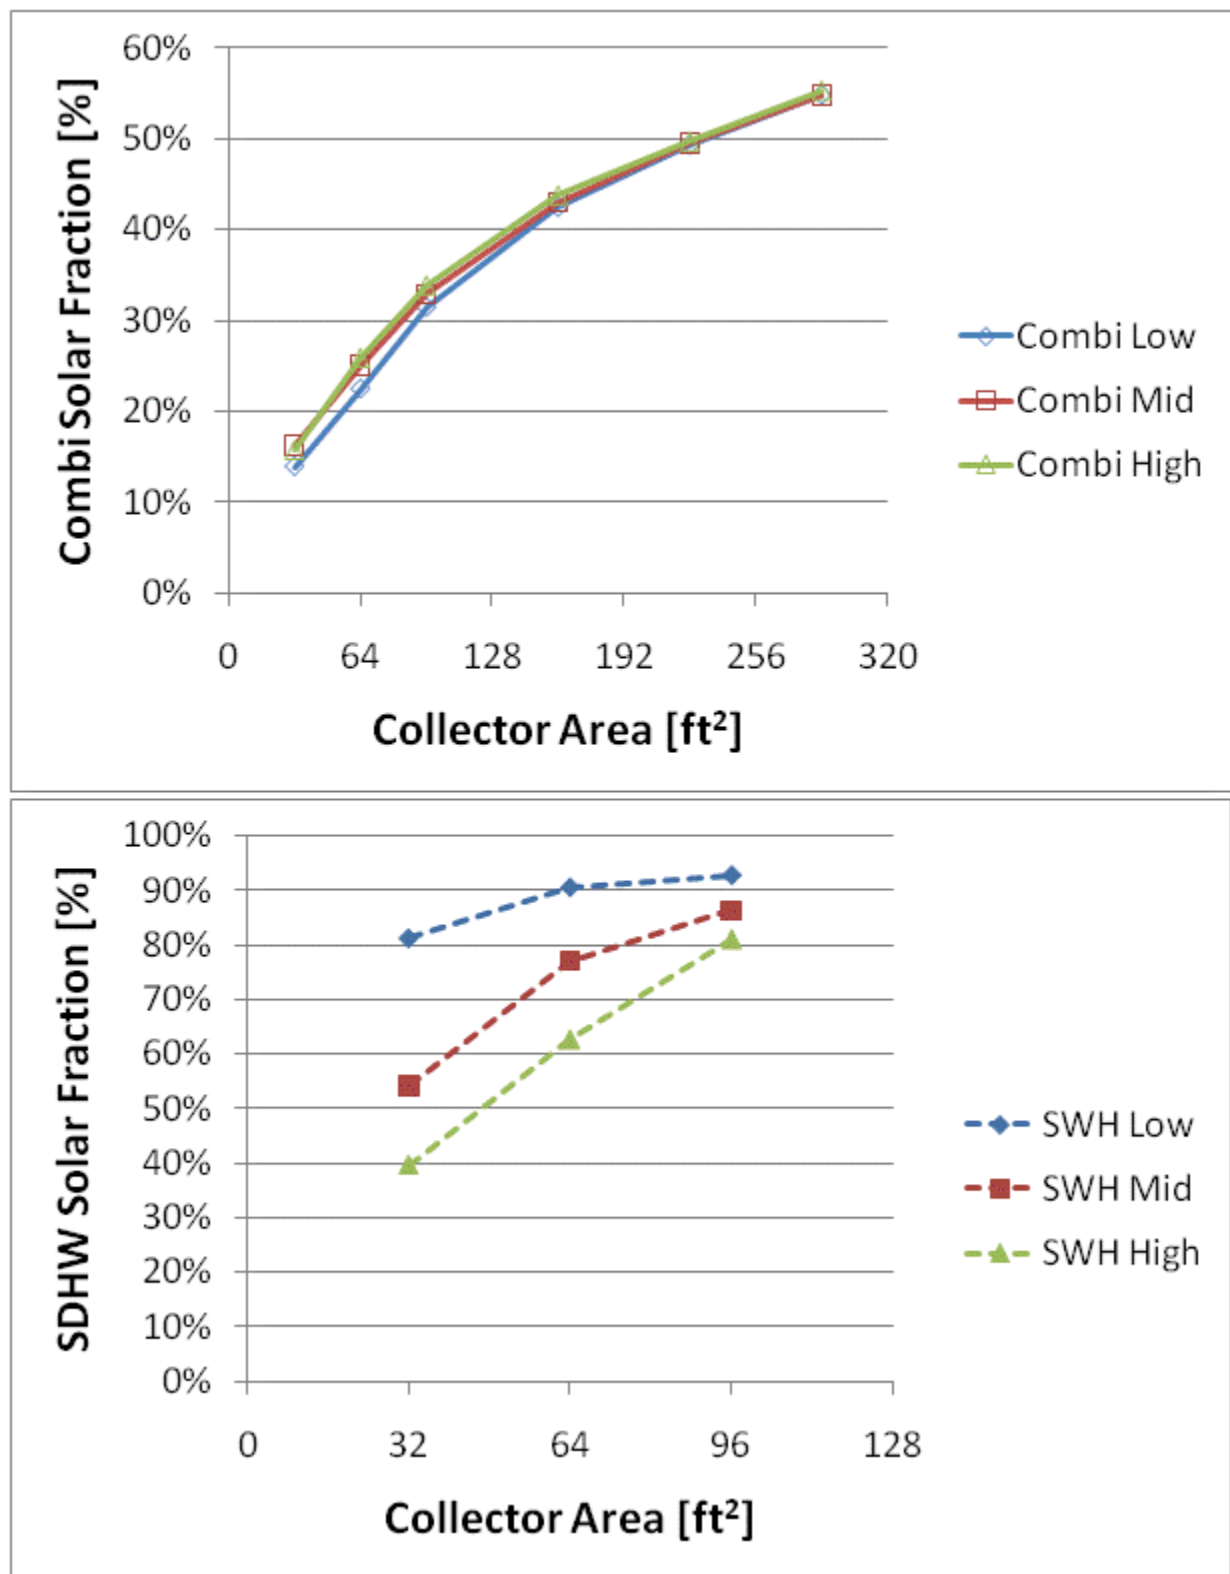 Combi Solar Fraction [%]
60%
50%
40%
30%
20%
10%
0%
0 64 128 192 256 320
Collector Area [ft²]
Combi Low
Combi Mid
Combi High
SDHW Solar Fraction [%]
100%
90%
80%
70%
60%
50%
40%
30%
20%
10%
0%
0 32 64 96 128
Collector Area [ft²]
SWH Low
SWH Mid
SWH High